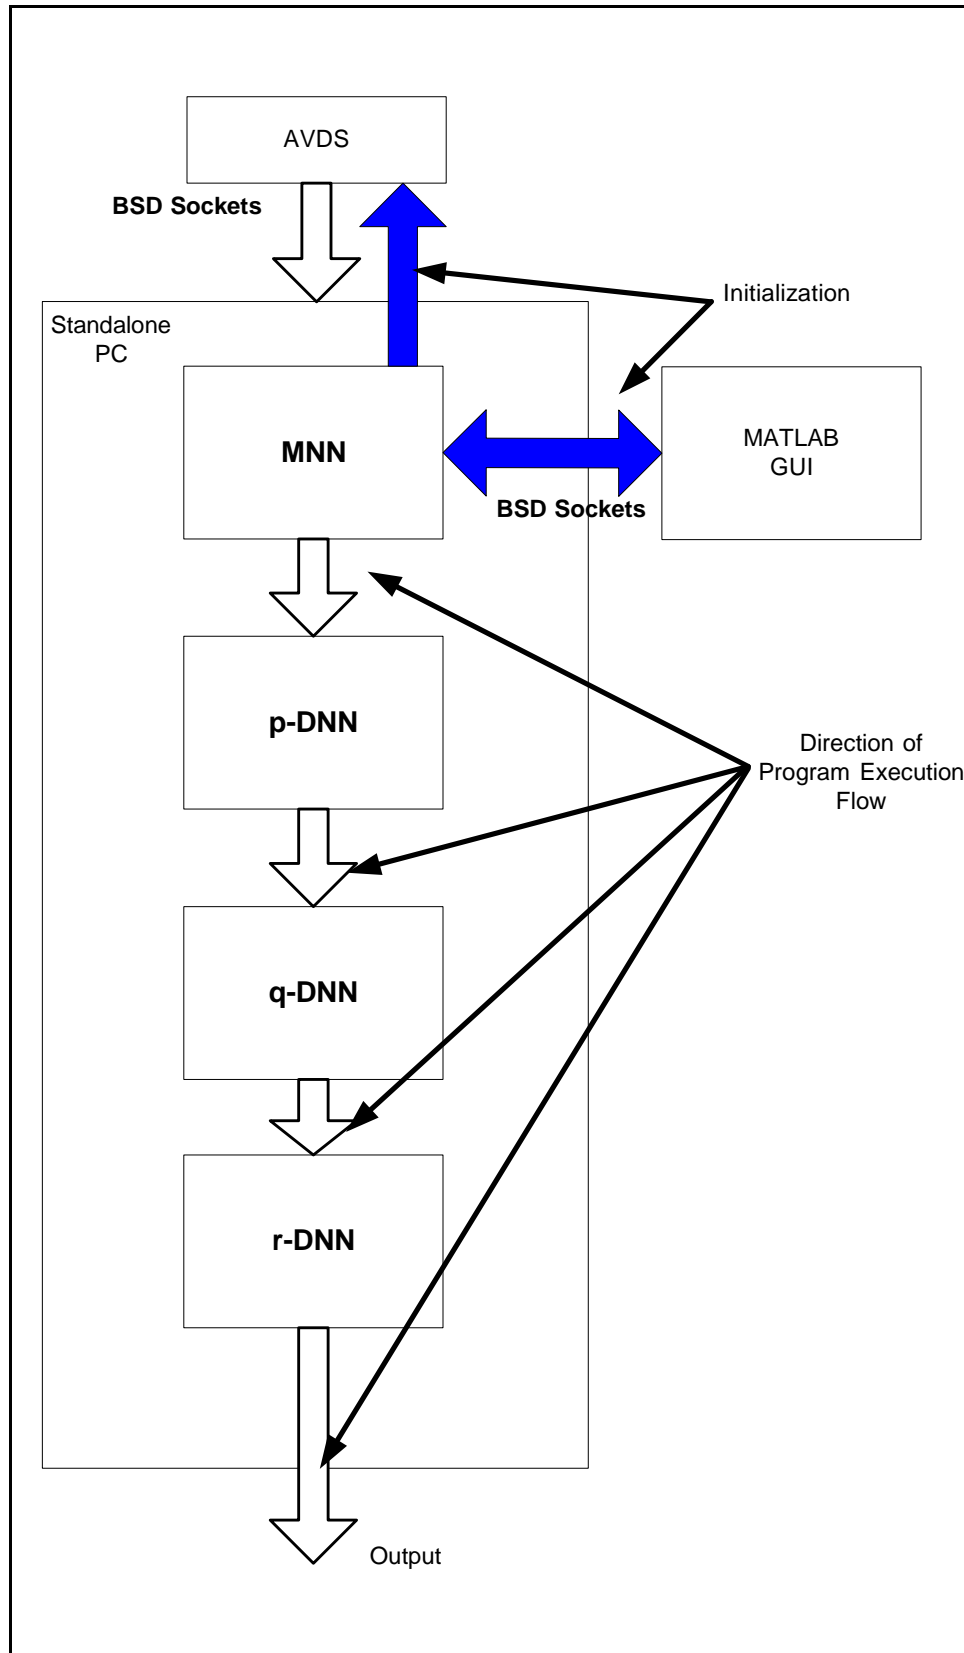 AVDS
BSD Sockets
Initialization
Standalone
PC
MNN
MATLAB
GUI
BSD Sockets
p-DNN
Direction of
Program Execution
Flow
q-DNN
r-DNN
Output